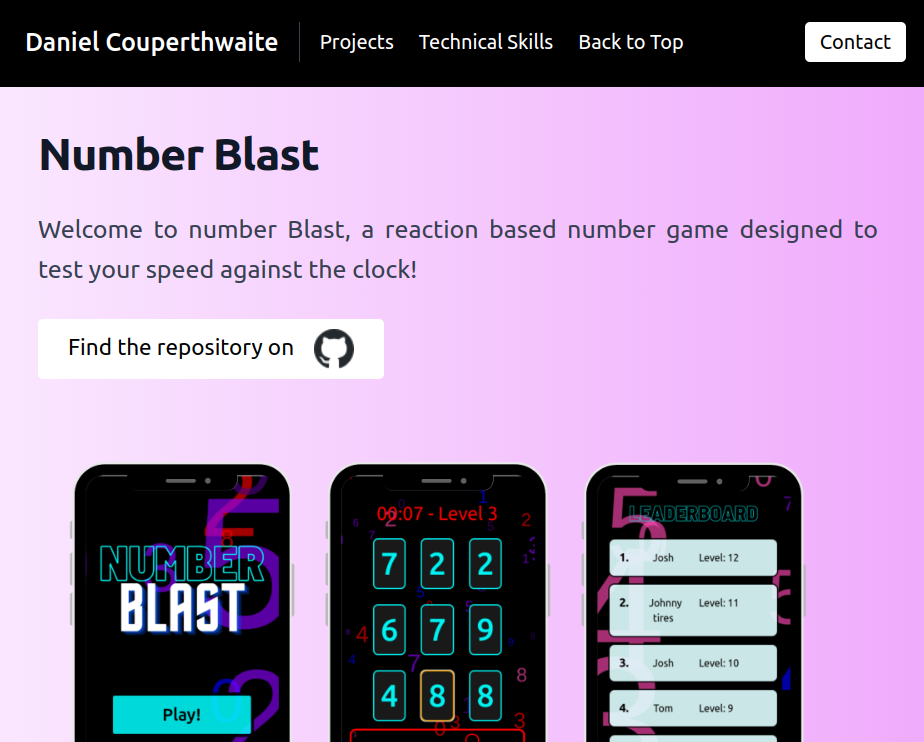 Daniel Couperthwaite Projects Technical Skills Back to Top Contact
Number Blast
Welcome to number Blast, a reaction based number game designed to
test your speed against the clock!
Find the repository on
NUMBER
BLAST
Play!
00:07 - Level 3
7 2 2
6 7 9
4 8 8
LEADERBOARD
1. Josh Level: 12
2. Johnny tires Level: 11
3. Josh Level: 10
4. Tom Level: 9